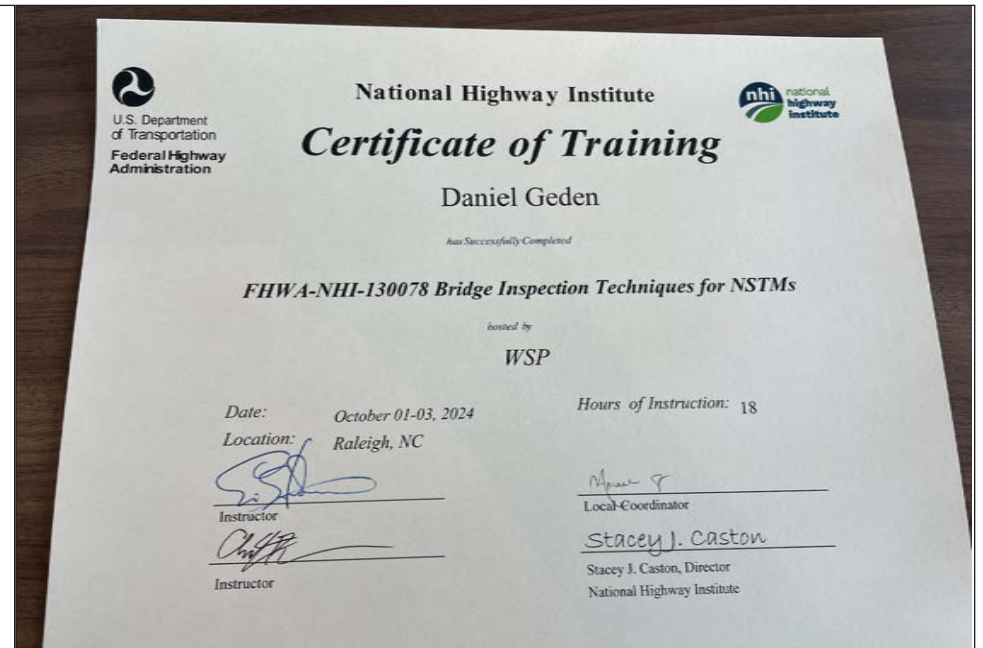 U.S. Department
of Transportation
Federal Highway
Administration
National Highway Institute
nhi national
highway
institute
Certificate of Training
Daniel Geden
has Successfully Completed
FHWA-NHI-130078 Bridge Inspection Techniques for NSTMs
hosted by
WSP
Date: October 01-03, 2024
Location: Raleigh, NC
Hours of Instruction: 18
Instructor
Instructor
Local Coordinator
Stacey J. Caston
Stacey J. Caston, Director
National Highway Institute